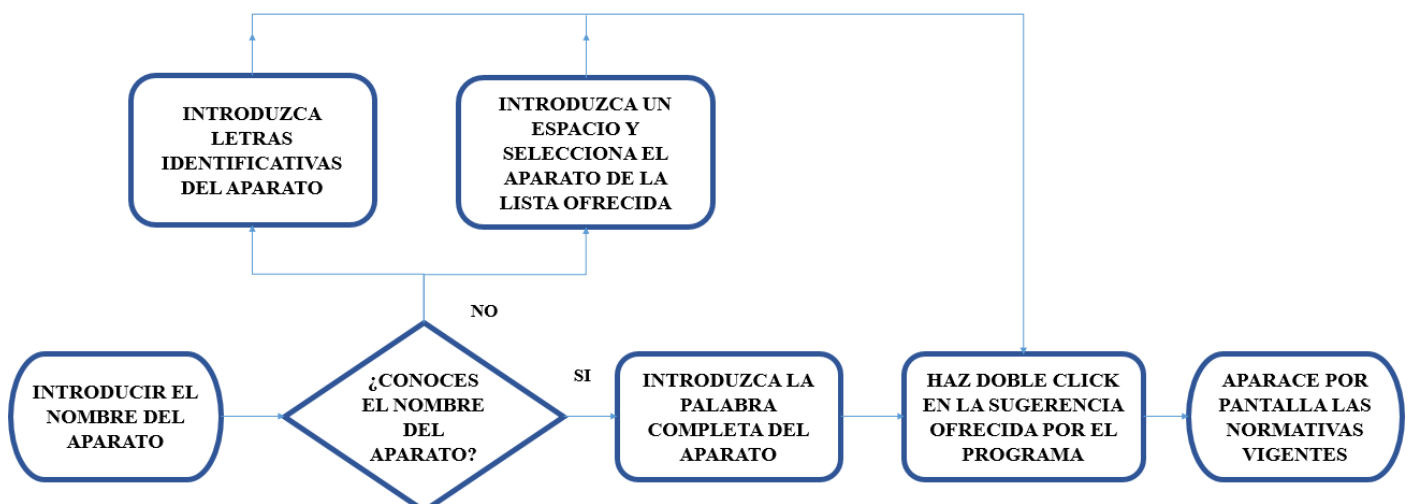 INTRODUZCA
LETRAS
IDENTIFICATIVAS
DEL APARATO
INTRODUZCA UN
ESPACIO Y
SELECCIONA EL
APARATO DE LA
LISTA OFRECIDA
NO
INTRODUCIR EL
NOMBRE DEL
APARATO
¿CONOCES
EL NOMBRE
DEL
APARATO?
SI
INTRODUZCA LA
PALABRA
COMPLETA DEL
APARATO
HAZ DOBLE CLICK
EN LA SUGERENCIA
OFRECIDA POR EL
PROGRAMA
APARACE POR
PANTALLA LAS
NORMATIVAS
VIGENTES